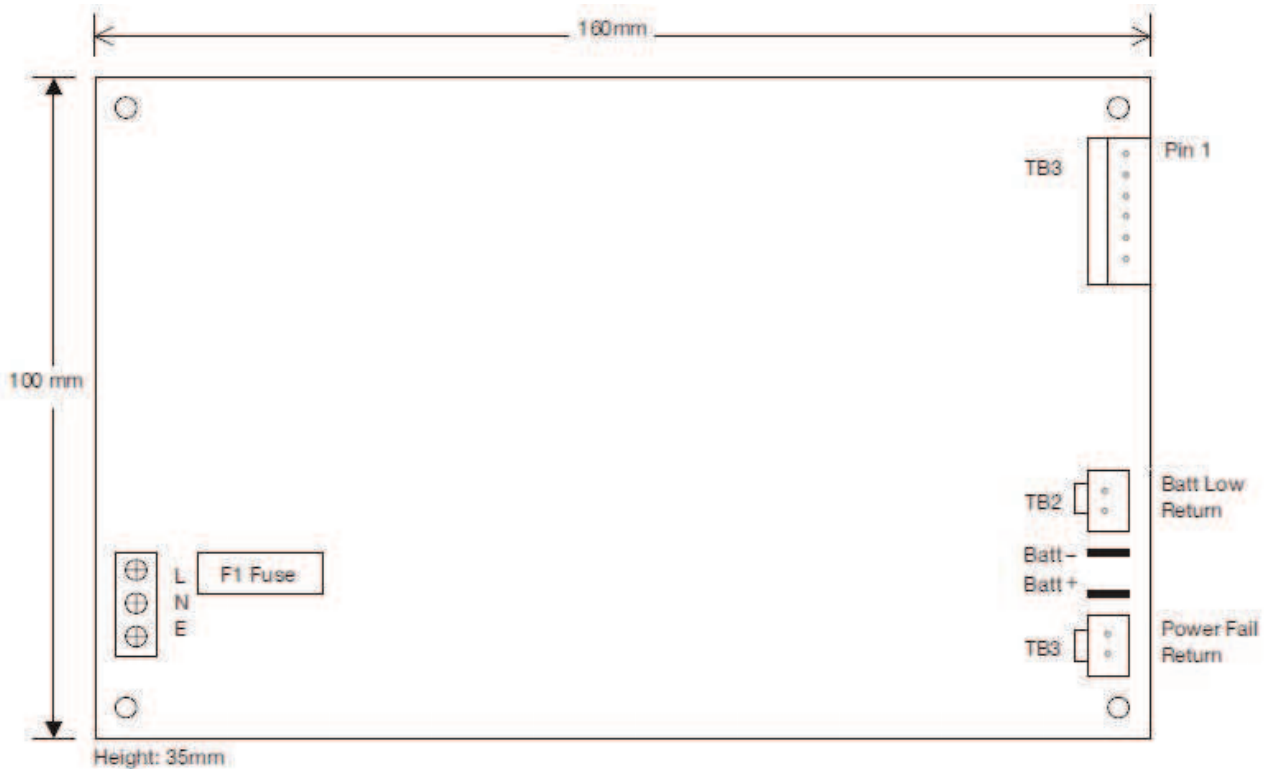 160mm
TB3
Pin 1
100 mm
TB2
Batt Low
Return
Batt-
Batt+
L
F1 Fuse
N
E
TB3
Power Fail
Return
Height: 35mm